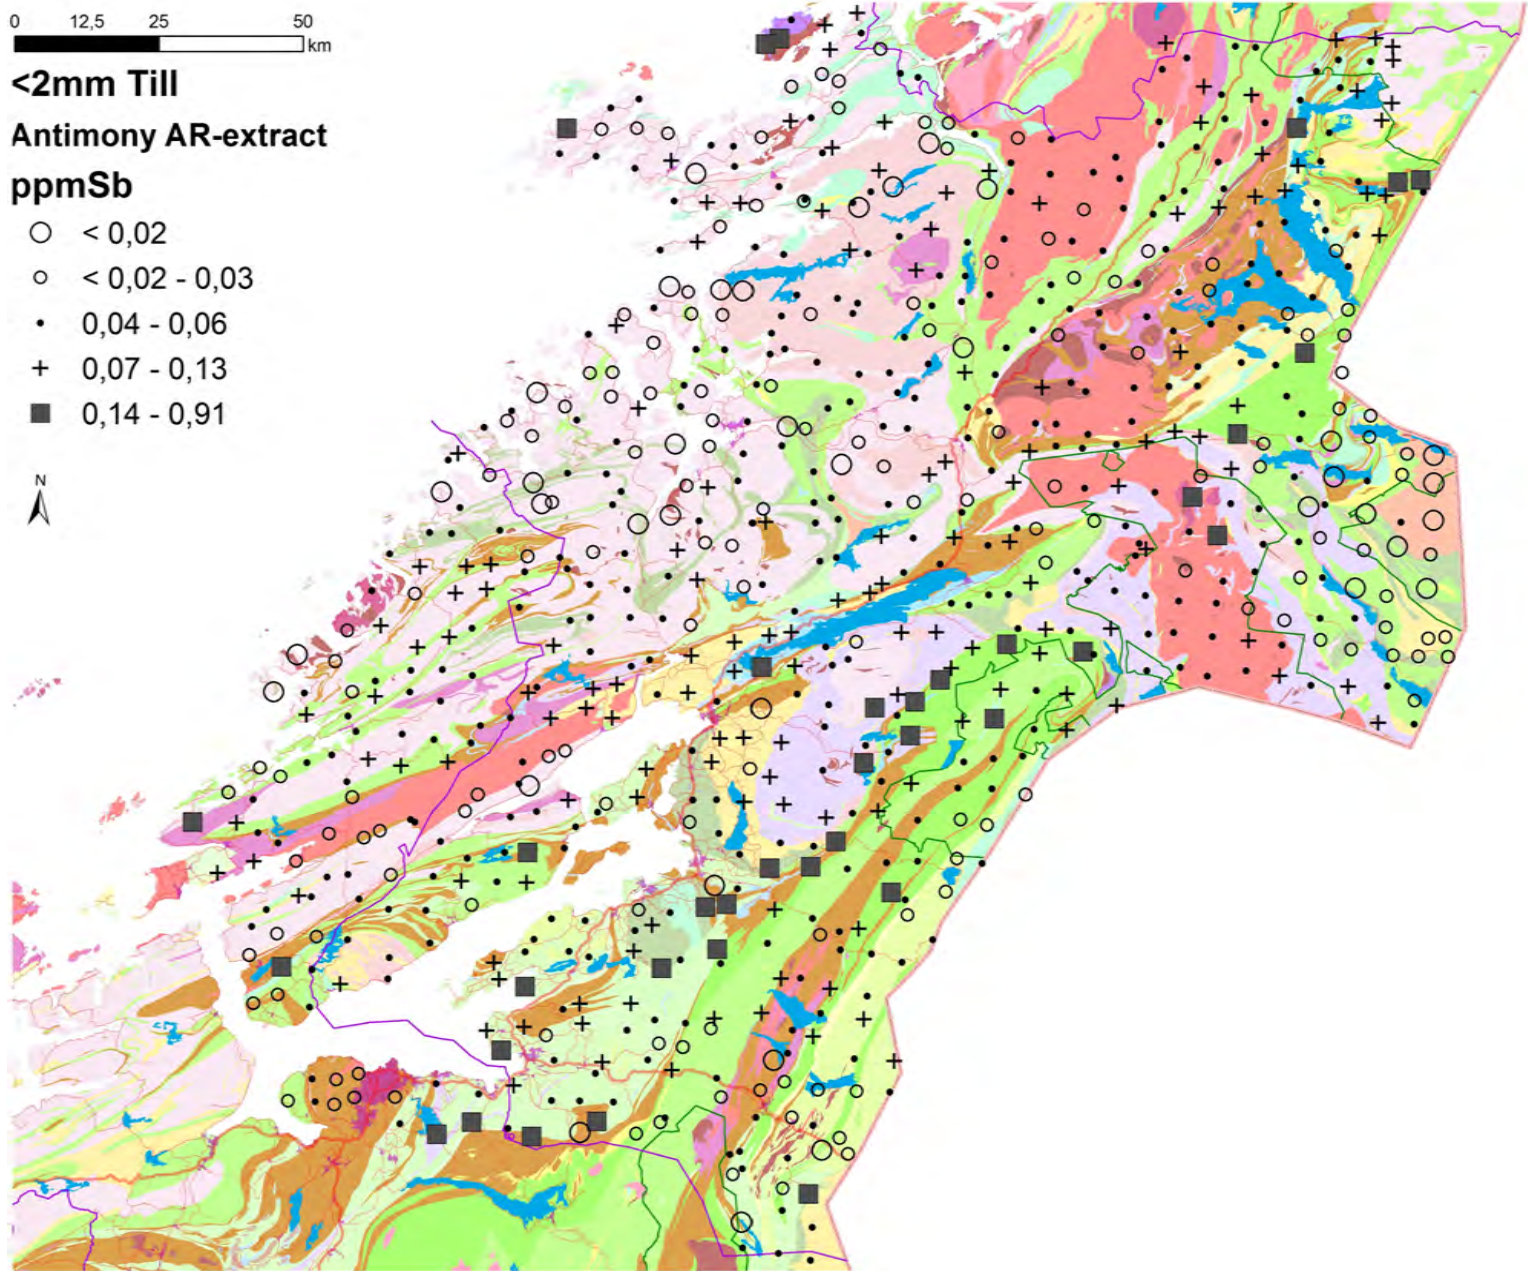 0 12,5 25 50
km
<2mm Till
Antimony AR-extract
ppmSb
< 0,02
< 0,02 - 0,03
0,04 - 0,06
0,07 - 0,13
0,14 - 0,91
N